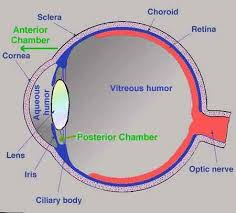 Sclera
Choroid
Anterior
Chamber
Retina
Cornea
Aqueous
humor
Vitreous humor
Posterior Chamber
Lens
Iris
Optic nerve
Ciliary body